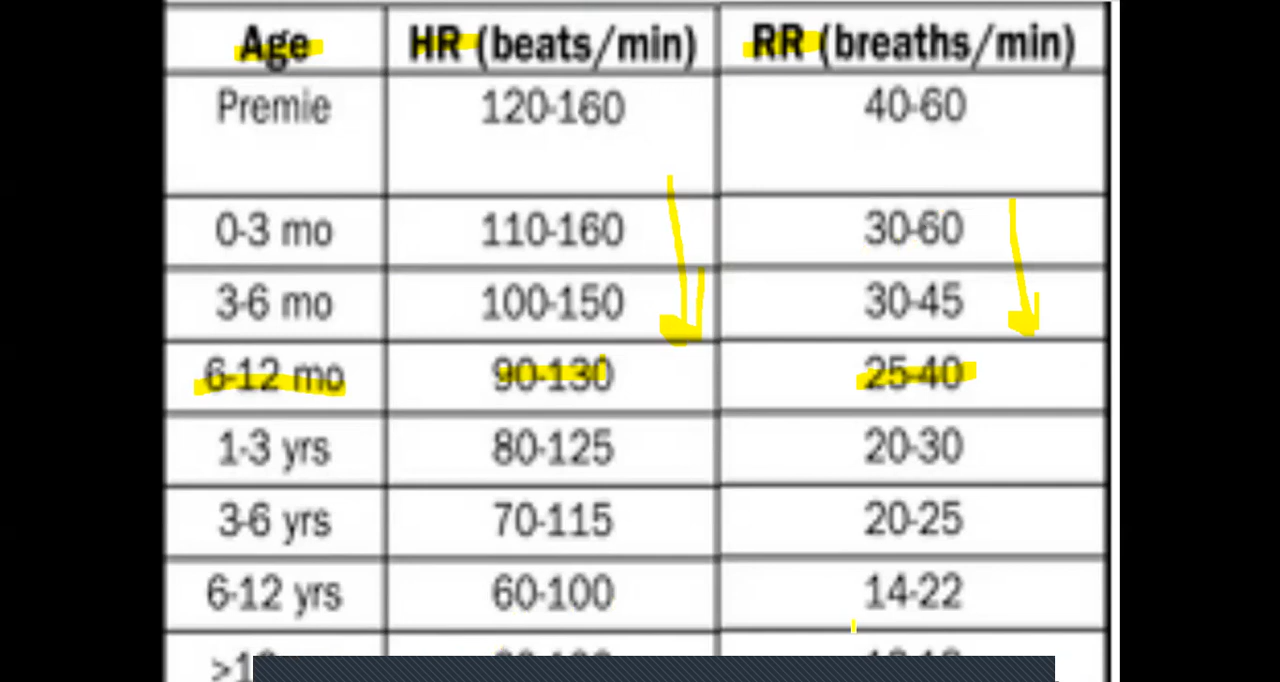 Age HR (beats/min) RR (breaths/min)
Premie 120-160 40-60
0-3 mo 110-160 30-60
3-6 mo 100-150 30-45
6-12 mo 90-130 25-40
1-3 yrs 80-125 20-30
3-6 yrs 70-115 20-25
6-12 yrs 60-100 14-22